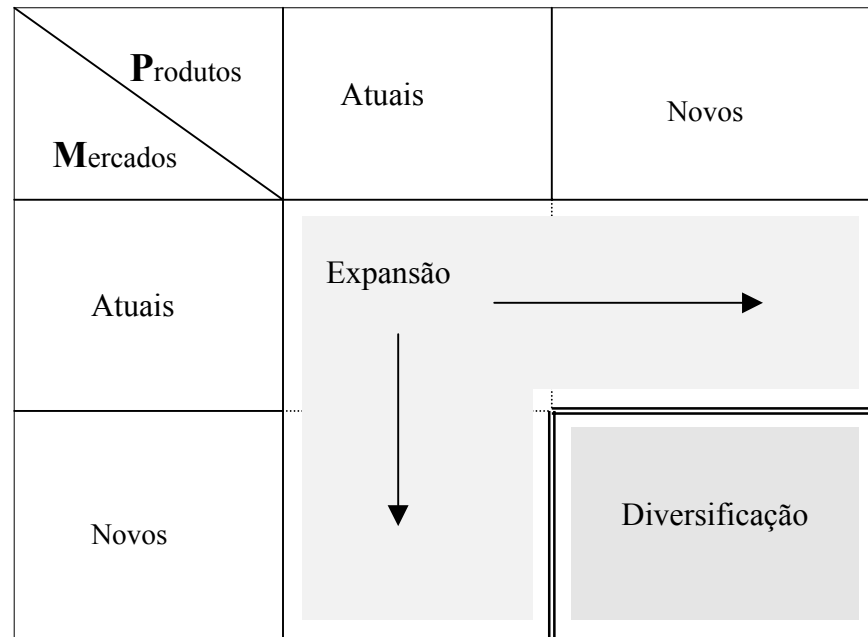 Produtos
Mercados
Atuais
Novos
Atuais
Expansão
Novos
Diversificação